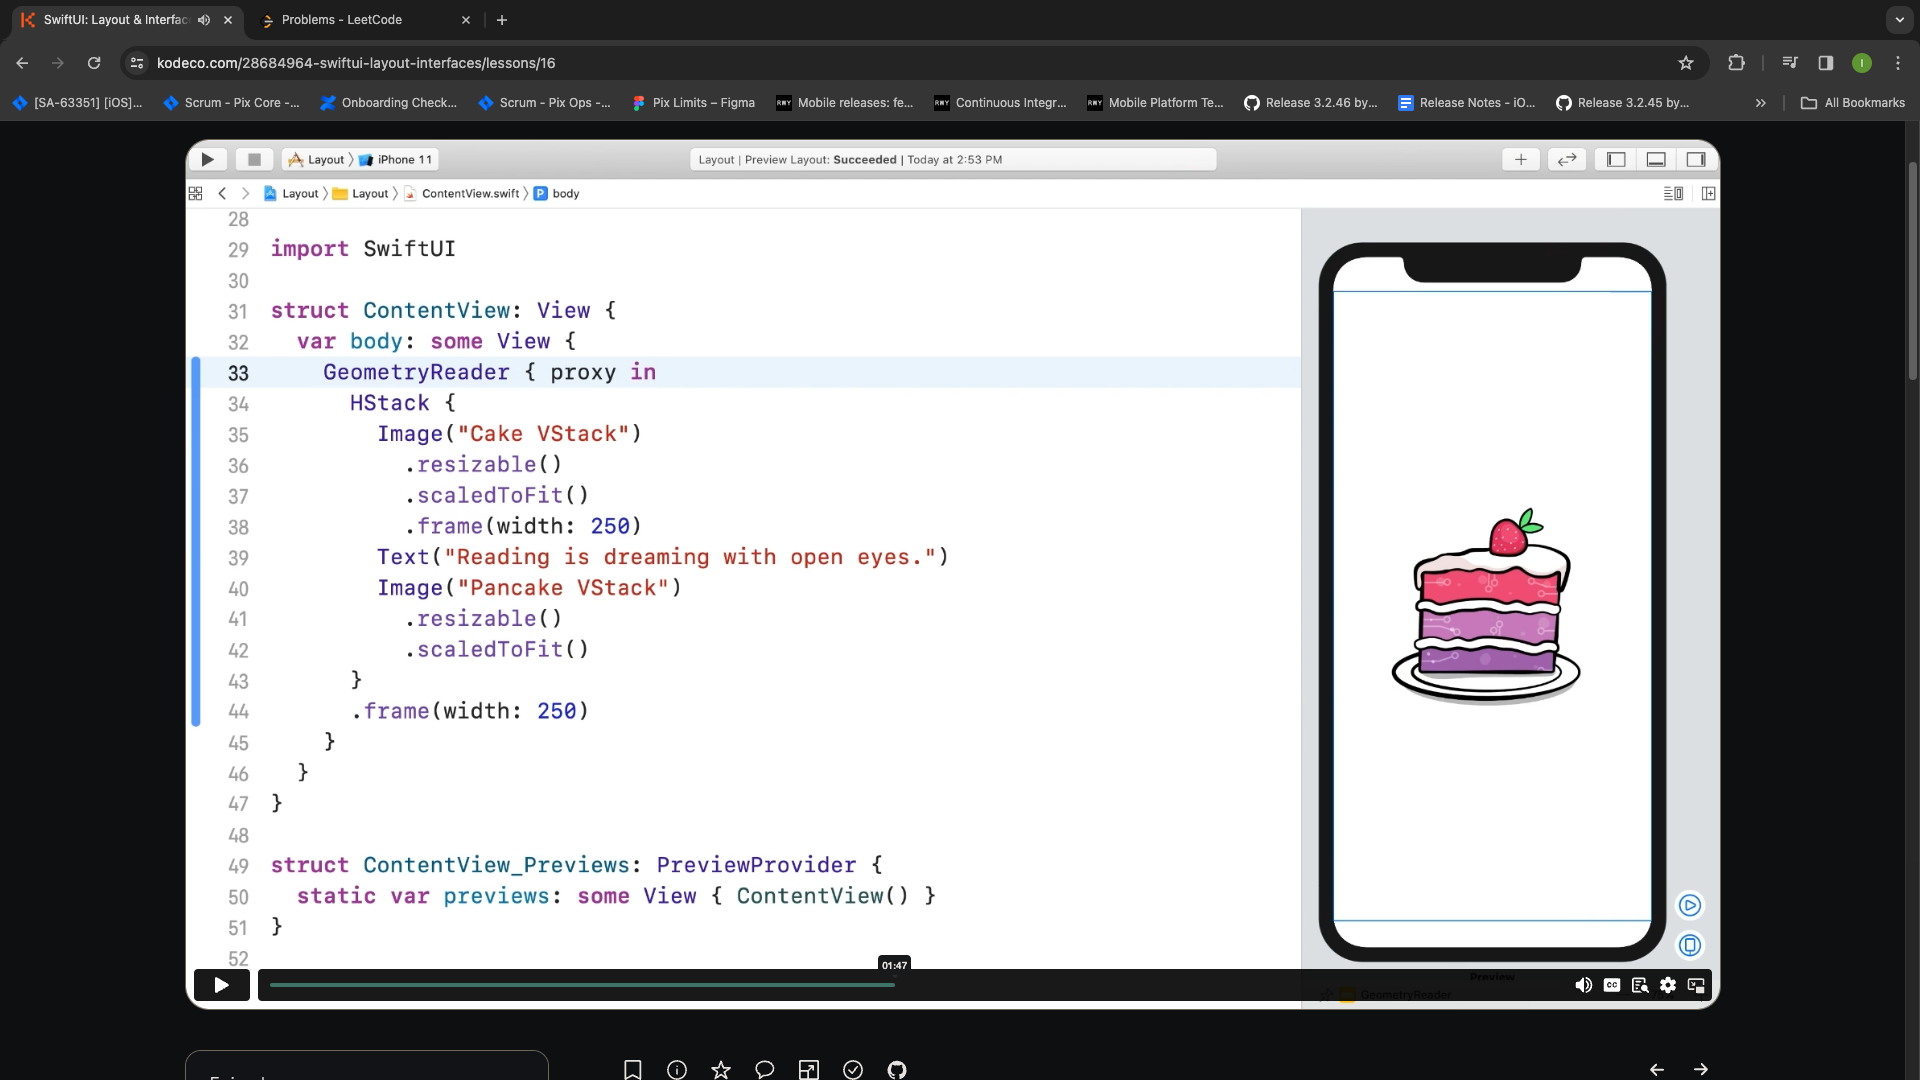 SwiftUI: Layout & Interfac
Problems - LeetCode
kodeco.com/28684964-swiftui-layout-interfaces/lessons/16
[SA-63351] [iOS]...
Scrum - Pix Core -...
Onboarding Check...
Scrum - Pix Ops -...
Pix Limits – Figma
RWY
Mobile releases: fe...
RWY
Continuous Integr...
RWY
Mobile Platform Te...
Release 3.2.46 by...
Release Notes - iO...
Release 3.2.45 by...
All Bookmarks
Layout
iPhone 11
Layout | Preview Layout: Succeeded | Today at 2:53 PM
Layout
Layout
ContentView.swift
P
body
28
29 import SwiftUI
30
31 struct ContentView: View {
32 var body: some View {
33 GeometryReader { proxy in
34 HStack {
35 Image("Cake VStack")
36 .resizable()
37 .scaledToFit()
38 .frame(width: 250)
39 Text("Reading is dreaming with open eyes.")
40 Image("Pancake VStack")
41 .resizable()
42 .scaledToFit()
43 }
44 .frame(width: 250)
45 }
46 }
47 }
48
49 struct ContentView_Previews: PreviewProvider {
50 static var previews: some View { ContentView() }
51 }
52
01:47
Preview
GeometryReader
CC